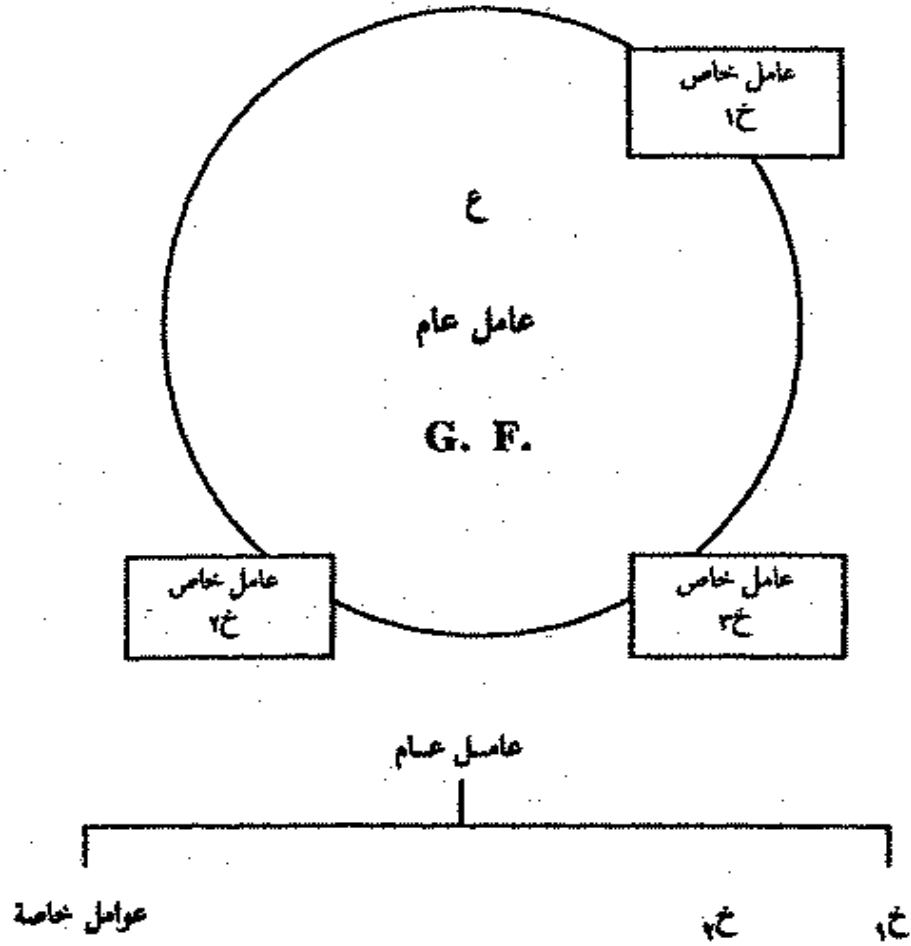 عامل خاص
خ١
ع
عامل عام
G. F.
عامل خاص
خ٣
عامل خاص
خ٢
عامل عام
خ١ خ٢ عوامل خاصة